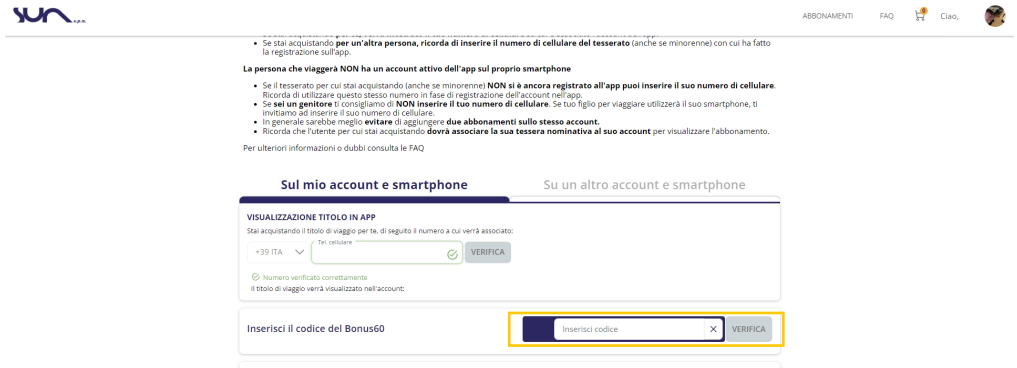 SUN S.P.A.
ABBONAMENTI
FAQ
6
Ciao,
Se stai acquistando per un'altra persona, ricorda di inserire il numero di cellulare del tesserato (anche se minorenne) con cui ha fatto
la registrazione sull'app.
La persona che viaggerà NON ha un account attivo dell'app sul proprio smartphone
Se il tesserato per cui stai acquistando (anche se minorenne) NON si è ancora registrato all'app puoi inserire il suo numero di cellulare.
Ricorda di utilizzare questo stesso numero in fase di registrazione dell'account nell'app.
Se sei un genitore ti consigliamo di NON inserire il tuo numero di cellulare. Se tuo figlio per viaggiare utilizzerà il suo smartphone, ti
invitiamo ad inserire il suo numero di cellulare.
In generale sarebbe meglio evitare di aggiungere due abbonamenti sullo stesso account.
Ricorda che l'utente per cui stai acquistando dovrà associare la sua tessera nominativa al suo account per visualizzare l'abbonamento.
Per ulteriori informazioni o dubbi consulta le FAQ
Sul mio account e smartphone
Su un altro account e smartphone
VISUALIZZAZIONE TITOLO IN APP
Stai acquistando il titolo di viaggio per te, di seguito il numero a cui verrà associato:
Tel. cellulare
+39 ITA
VERIFICA
Numero verificato correttamente
Il titolo di viaggio verrà visualizzato nell'account:
Inserisci il codice del Bonus60
Inserisci codice
VERIFICA